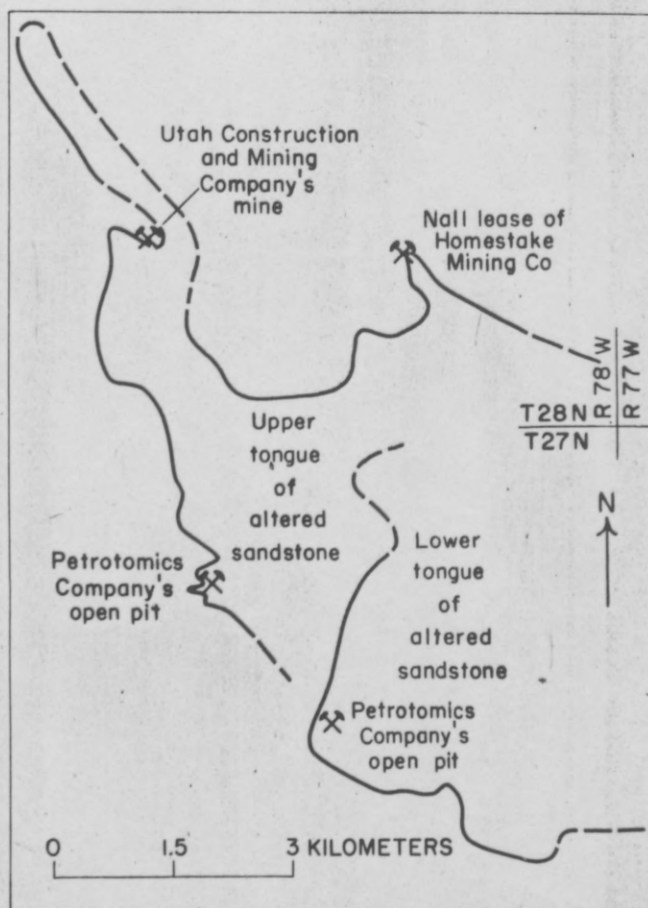 Utah Construction
and Mining
Company's
mine
Nall lease of
Homestake
Mining Co
R 78 W
R 77 W
T28N
T27N
N
Upper
tongue
of
altered
sandstone
Petrotomics
Company's
open pit
Lower
tongue
of
altered
sandstone
Petrotomics
Company's
open pit
0 1.5 3 KILOMETERS